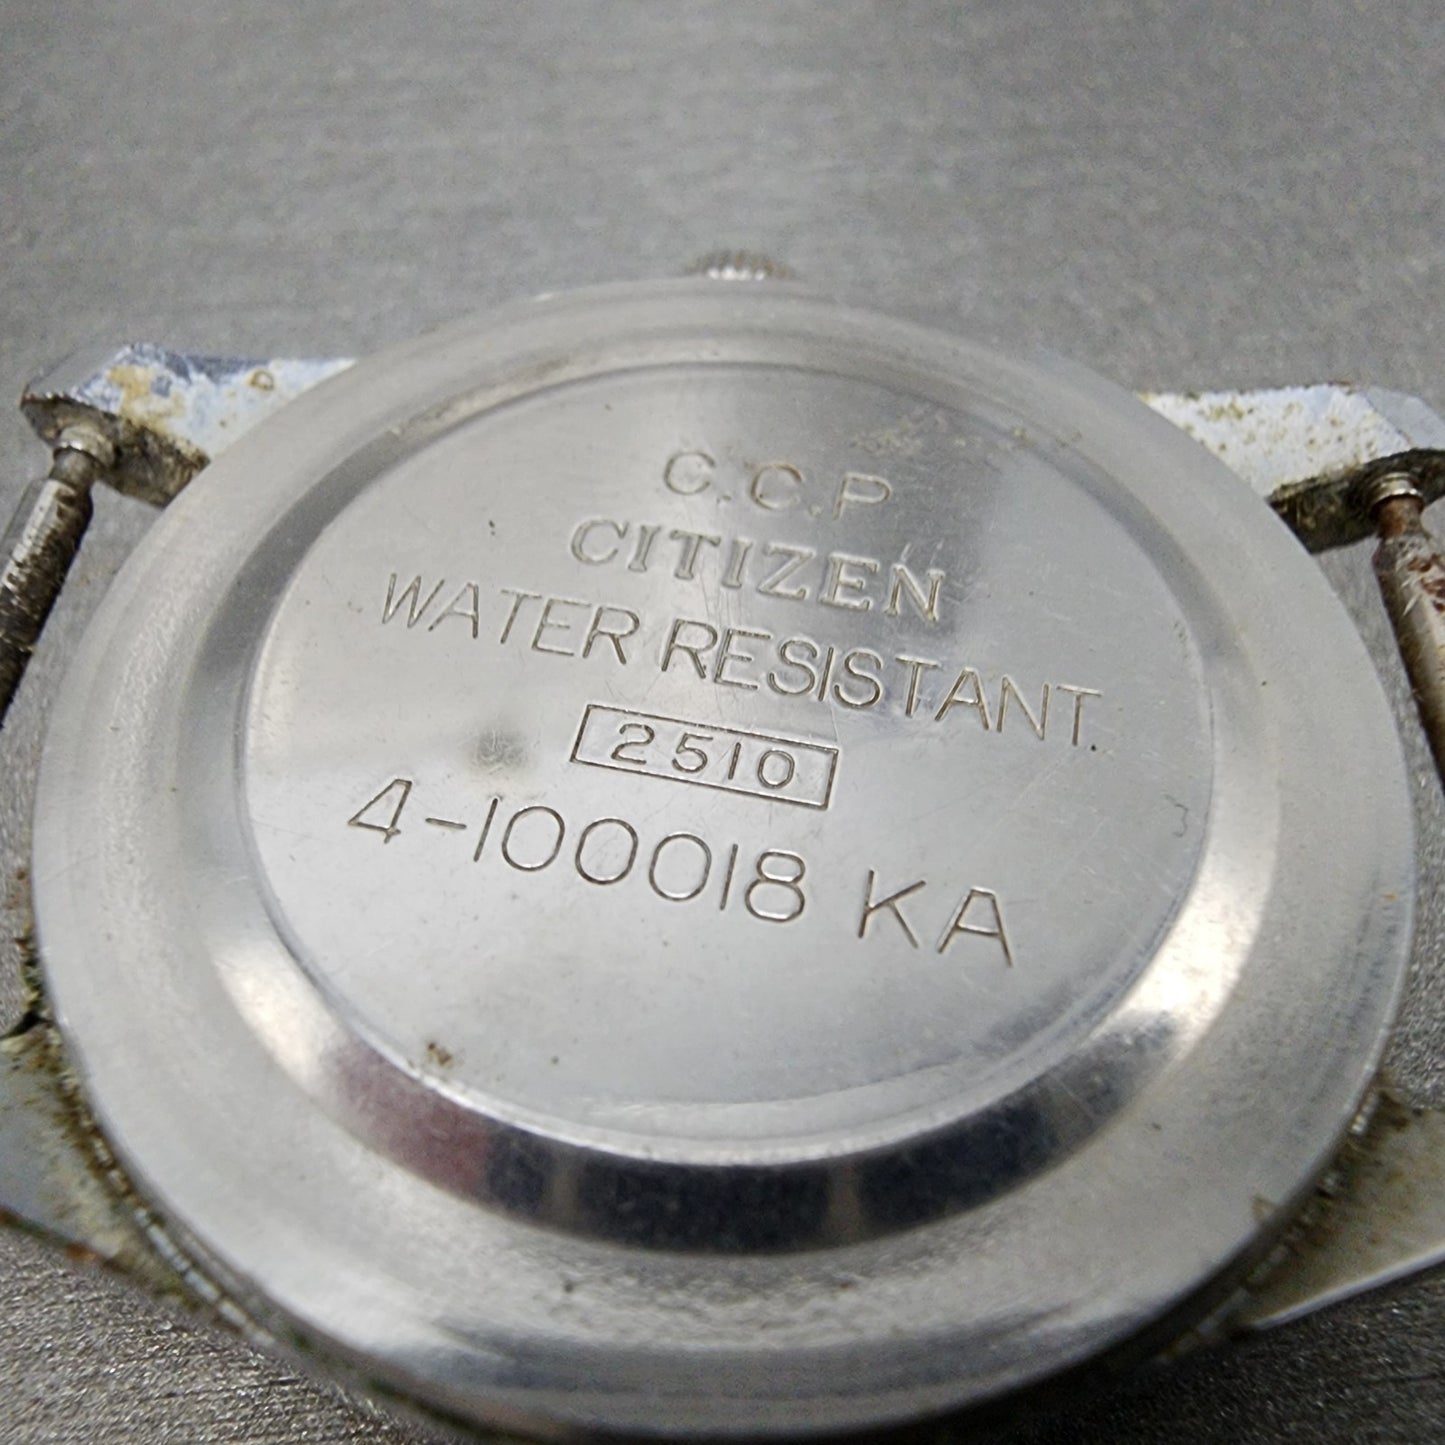 C.C.P
CITIZEN
WATER RESISTANT
2510
4-100018 KA